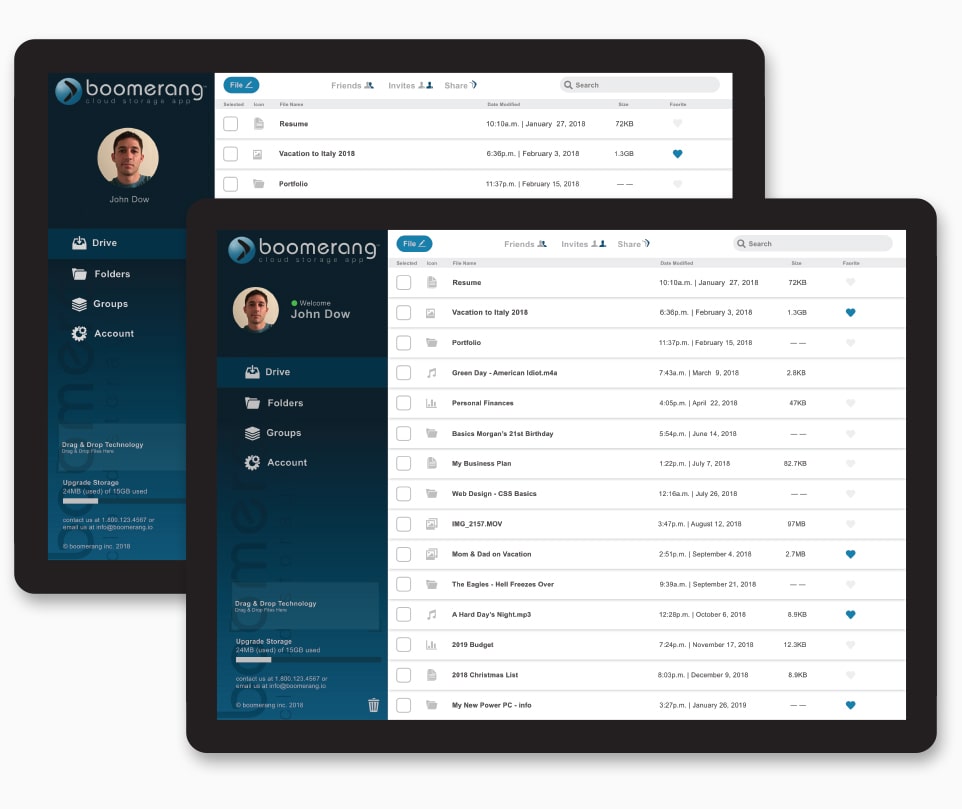 boomerang™
cloud storage app
John Dow
Drive
Folders
Groups
Account
Drag & Drop Technology
Drag & Drop Files Here
Upgrade Storage
24MB (used) of 15GB used
contact us at 1.800.123.4567 or
email us at info@boomerang.io
© boomerang inc. 2018
File Friends Invites Share Search
Selected Icon File Name Date Modified Size Favrite
Resume 10:10a.m. | January 27, 2018 72KB
Vacation to Italy 2018 6:36p.m. | February 3, 2018 1.3GB
Portfolio 11:37p.m. | February 15, 2018 — —
boomerang™
cloud storage app
Welcome
John Dow
Drive
Folders
Groups
Account
Drag & Drop Technology
Drag & Drop Files Here
Upgrade Storage
24MB (used) of 15GB used
contact us at 1.800.123.4567 or
email us at info@boomerang.io
© boomerang inc. 2018
File Friends Invites Share Search
Selected Icon File Name Date Modified Size Favrite
Resume 10:10a.m. | January 27, 2018 72KB
Vacation to Italy 2018 6:36p.m. | February 3, 2018 1.3GB
Portfolio 11:37p.m. | February 15, 2018 — —
Green Day - American Idiot.m4a 7:43a.m. | March 9, 2018 2.8KB
Personal Finances 4:05p.m. | April 22, 2018 47KB
Basics Morgan's 21st Birthday 5:54p.m. | June 14, 2018 — —
My Business Plan 1:22p.m. | July 7, 2018 82.7KB
Web Design - CSS Basics 12:16a.m. | July 26, 2018 — —
IMG_2157.MOV 3:47p.m. | August 12, 2018 97MB
Mom & Dad on Vacation 2:51p.m. | September 4, 2018 2.7MB
The Eagles - Hell Freezes Over 9:39a.m. | September 21, 2018 — —
A Hard Day's Night.mp3 12:28p.m. | October 6, 2018 8.9KB
2019 Budget 7:24p.m. | November 17, 2018 12.3KB
2018 Christmas List 8:03p.m. | December 9, 2018 8.9KB
My New Power PC - info 3:27p.m. | January 26, 2019 — —